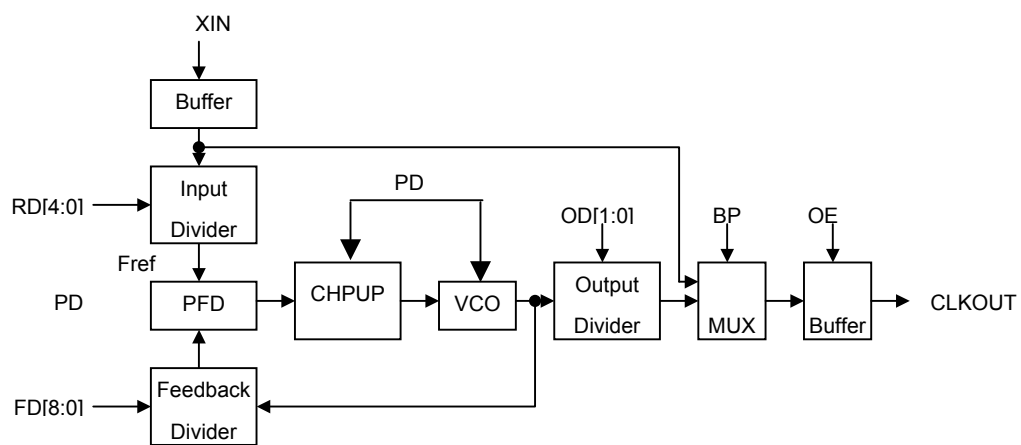 XIN
Buffer
Input
Divider
RD[4:0]
PD
OD[1:0]
BP
OE
Fref
PD
PFD
CHPUP
VCO
Output
Divider
MUX
Buffer
CLKOUT
FD[8:0]
Feedback
Divider